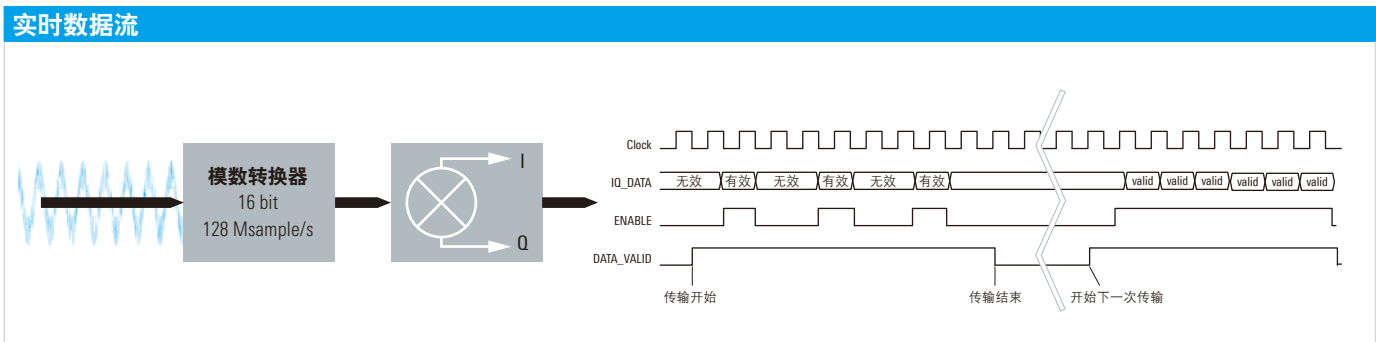 实时数据流
模数转换器
16 bit
128 Msample/s
I
Q
Clock
IQ_DATA
无效 有效 无效 有效 无效 有效 valid valid valid valid valid valid
ENABLE
DATA_VALID
传输开始 传输结束 开始下一次传输